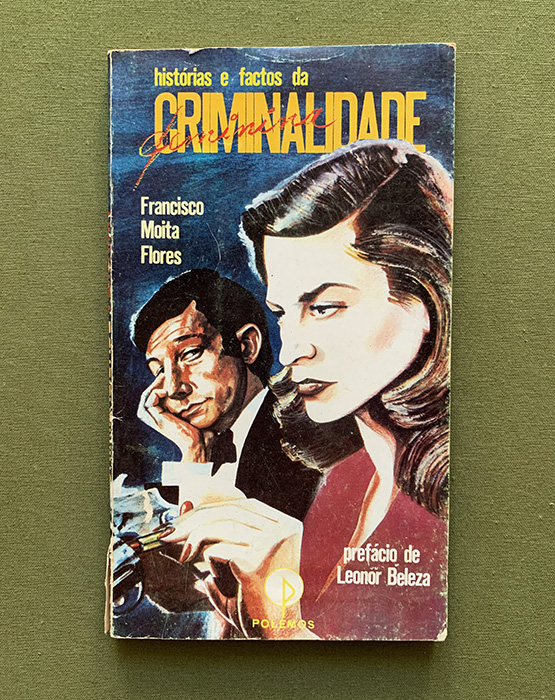 histórias e factos da
CRIMINALIDADE
feminina
Francisco
Moita
Flores
prefácio de
Leonor Beleza
POLEMOS